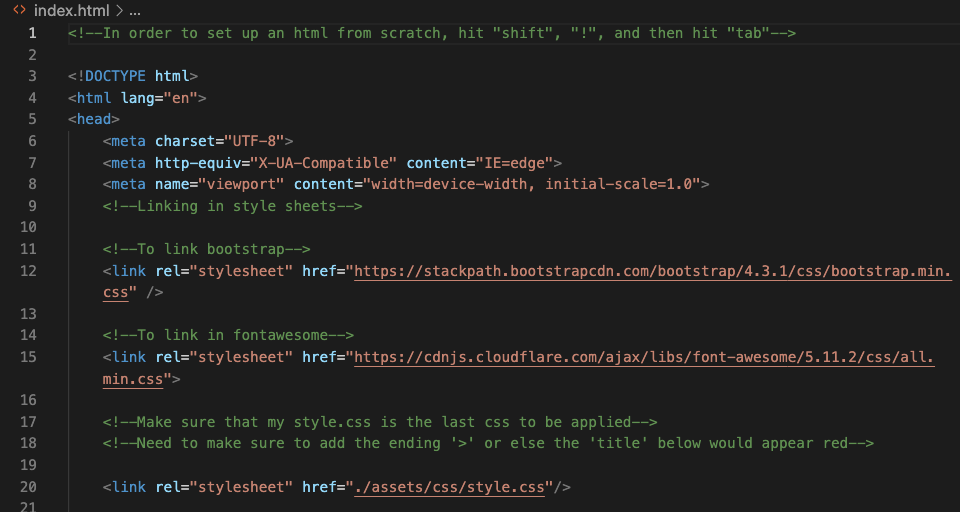 <> index.html > ...
1 <!--In order to set up an html from scratch, hit "shift", "!", and then hit "tab"-->
2
3 <!DOCTYPE html>
4 <html lang="en">
5 <head>
6 <meta charset="UTF-8">
7 <meta http-equiv="X-UA-Compatible" content="IE=edge">
8 <meta name="viewport" content="width=device-width, initial-scale=1.0">
9 <!--Linking in style sheets-->
10
11 <!--To link bootstrap-->
12 <link rel="stylesheet" href="https://stackpath.bootstrapcdn.com/bootstrap/4.3.1/css/bootstrap.min.
css" />
13
14 <!--To link in fontawesome-->
15 <link rel="stylesheet" href="https://cdnjs.cloudflare.com/ajax/libs/font-awesome/5.11.2/css/all.
min.css">
16
17 <!--Make sure that my style.css is the last css to be applied-->
18 <!--Need to make sure to add the ending '>' or else the 'title' below would appear red-->
19
20 <link rel="stylesheet" href="./assets/css/style.css"/>
21